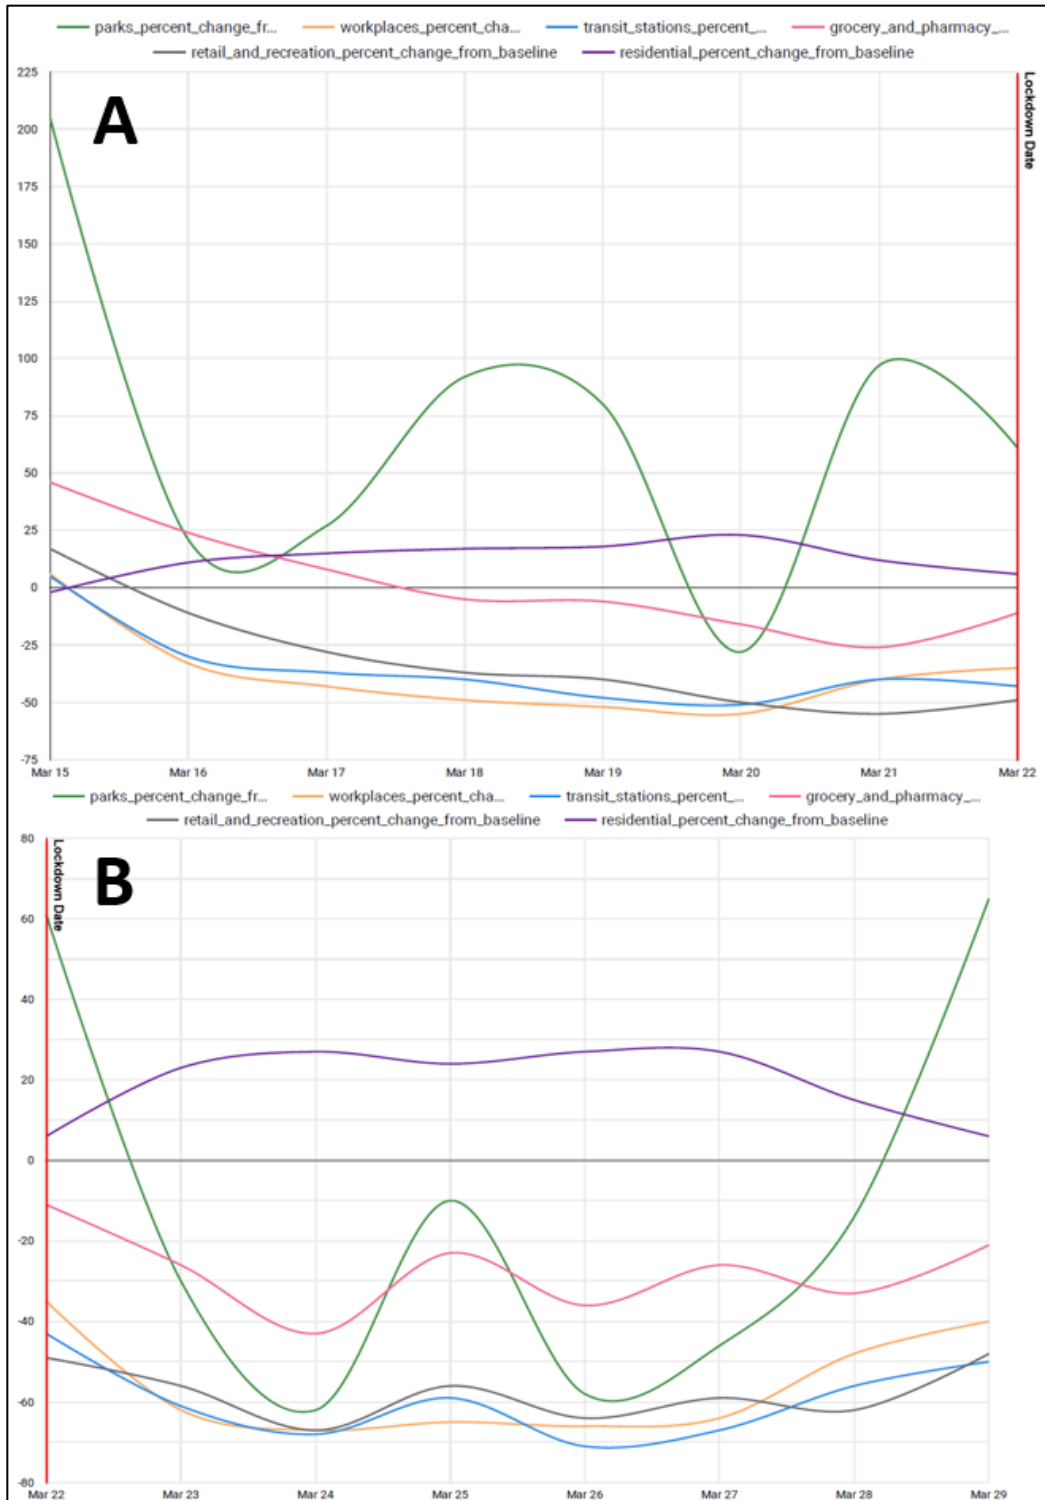 parks_percent_change_fr... workplaces_percent_cha... transit_stations_percent_... grocery_and_pharmacy_...
retail_and_recreation_percent_change_from_baseline residential_percent_change_from_baseline
225
A
Lockdown Date
200
175
150
125
100
75
50
25
0
-25
-50
-75
Mar 15 Mar 16 Mar 17 Mar 18 Mar 19 Mar 20 Mar 21 Mar 22
parks_percent_change_fr... workplaces_percent_cha... transit_stations_percent_... grocery_and_pharmacy_...
retail_and_recreation_percent_change_from_baseline residential_percent_change_from_baseline
80
Lockdown Date
B
60
40
20
0
-20
-40
-60
-80
Mar 22 Mar 23 Mar 24 Mar 25 Mar 26 Mar 27 Mar 28 Mar 29